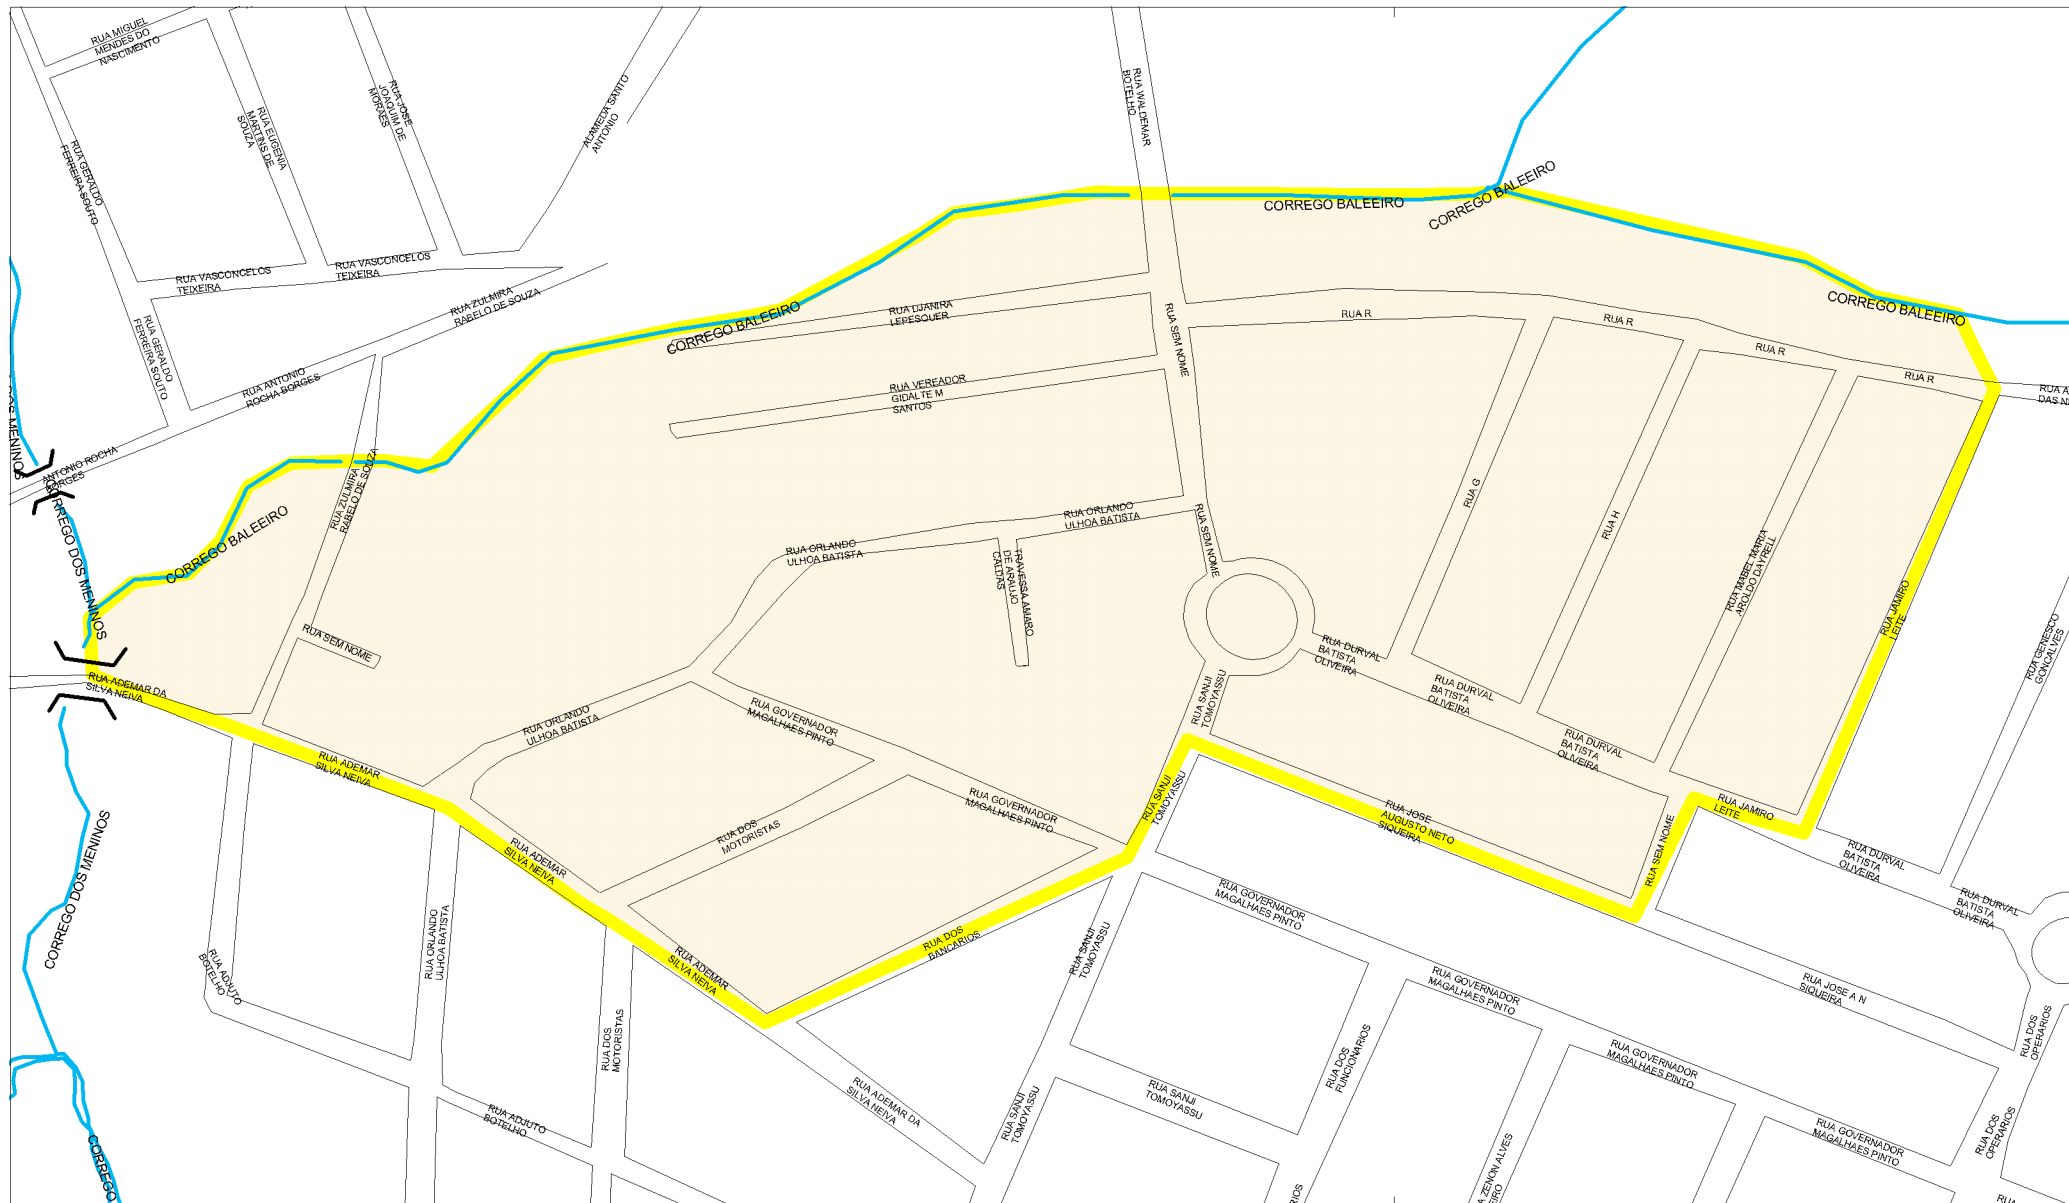 RUA MIGUEL
MENDES DO
NASCIMENTO
RUA GERALDO
FERREIRA SOUTO
RUA EUGENIA
MARTINS DE
SOUZA
RUA JOSE
JOAQUIM DE
MORAES
ALAMEDA SANTO
ANTONIO
RUA WALDEMAR
BOTELHO
CORREGO BALEEIRO
CORREGO BALEEIRO
RUA VASCONCELOS
TEIXEIRA
RUA VASCONCELOS
TEIXEIRA
RUA ZULMIRA
RABELO DE SOUZA
RUA GERALDO
FERREIRA SOUTO
RUA ANTONIO
ROCHA BORGES
CORREGO BALEEIRO
RUA DJANIRA
LEPESQUER
RUA SEM NOME
RUA R
RUA R
RUA R
RUA R
CORREGO BALEEIRO
RUA A
DAS N
RUA VEREADOR
GIDALTE M
SANTOS
DOS MENINOS
ANTONIO ROCHA
BORGES
CORREGO DOS MENINOS
CORREGO BALEEIRO
RUA ZULMIRA
RABELO DE SOUZA
RUA ORLANDO
ULHOA BATISTA
RUA ORLANDO
ULHOA BATISTA
TRAVESSA AMARO
DE ARAUJO
CALDAS
RUA SEM NOME
RUA G
RUA H
RUA MABEL MARIA
AROLDO DAYRELL
RUA JAMIRO
LEITE
RUA GENESCO
GONCALVES
RUA SEM NOME
RUA ADEMAR DA
SILVA NEIVA
RUA ORLANDO
ULHOA BATISTA
RUA GOVERNADOR
MAGALHAES PINTO
RUA SANJI
TOMOYASSU
RUA DURVAL
BATISTA
OLIVEIRA
RUA DURVAL
BATISTA
OLIVEIRA
RUA DURVAL
BATISTA
OLIVEIRA
RUA ADEMAR
SILVA NEIVA
RUA DOS
MOTORISTAS
RUA GOVERNADOR
MAGALHAES PINTO
RUA SANJI
TOMOYASSU
RUA JOSE
AUGUSTO NETO
SIQUEIRA
RUA JAMIRO
LEITE
RUA SEM NOME
RUA DURVAL
BATISTA
OLIVEIRA
RUA DURVAL
BATISTA
OLIVEIRA
CORREGO DOS MENINOS
RUA ADEMAR
SILVA NEIVA
RUA ADJUTO
BOTELHO
RUA ORLANDO
ULHOA BATISTA
RUA ADEMAR
SILVA NEIVA
RUA DOS
BANCARIOS
RUA SANJI
TOMOYASSU
RUA GOVERNADOR
MAGALHAES PINTO
RUA GOVERNADOR
MAGALHAES PINTO
RUA JOSE A N
SIQUEIRA
RUA DOS
OPERARIOS
RUA DOS
MOTORISTAS
RUA DOS
FUNCIONARIOS
RUA GOVERNADOR
MAGALHAES PINTO
RUA ADJUTO
BOTELHO
RUA ADEMAR DA
SILVA NEIVA
RUA SANJI
TOMOYASSU
RUA SANJI
TOMOYASSU
RUA GOVERNADOR
MAGALHAES PINTO
RUA DOS
OPERARIOS
CORREGO
RIOS
A ZENON ALVES
EIRO
RUA